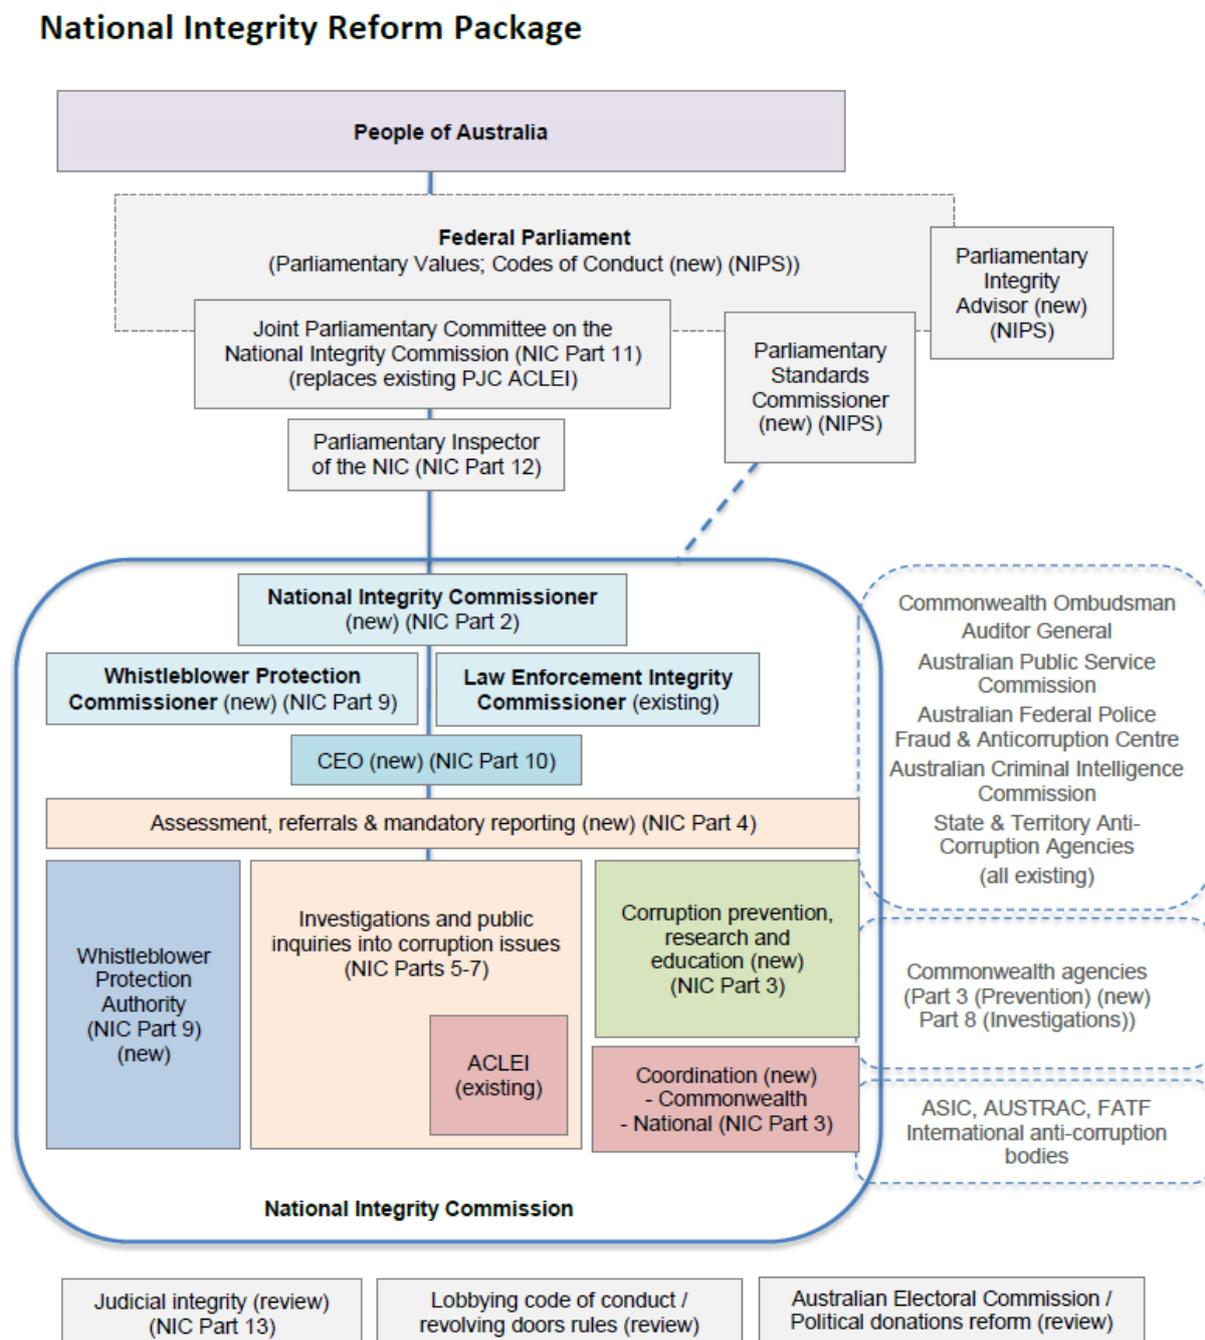 National Integrity Reform Package
People of Australia
Federal Parliament
(Parliamentary Values; Codes of Conduct (new) (NIPS))
Parliamentary
Integrity
Advisor (new)
(NIPS)
Joint Parliamentary Committee on the
National Integrity Commission (NIC Part 11)
(replaces existing PJC ACLEI)
Parliamentary
Standards
Commissioner
(new) (NIPS)
Parliamentary Inspector
of the NIC (NIC Part 12)
National Integrity Commissioner
(new) (NIC Part 2)
Whistleblower Protection
Commissioner (new) (NIC Part 9)
Law Enforcement Integrity
Commissioner (existing)
CEO (new) (NIC Part 10)
Assessment, referrals & mandatory reporting (new) (NIC Part 4)
Whistleblower
Protection
Authority
(NIC Part 9)
(new)
Investigations and public
inquiries into corruption issues
(NIC Parts 5-7)
ACLEI
(existing)
Corruption prevention,
research and
education (new)
(NIC Part 3)
Coordination (new)
- Commonwealth
- National (NIC Part 3)
National Integrity Commission
Commonwealth Ombudsman
Auditor General
Australian Public Service
Commission
Australian Federal Police
Fraud & Anticorruption Centre
Australian Criminal Intelligence
Commission
State & Territory Anti-
Corruption Agencies
(all existing)
Commonwealth agencies
(Part 3 (Prevention) (new)
Part 8 (Investigations))
ASIC, AUSTRAC, FATF
International anti-corruption
bodies
Judicial integrity (review)
(NIC Part 13)
Lobbying code of conduct /
revolving doors rules (review)
Australian Electoral Commission /
Political donations reform (review)